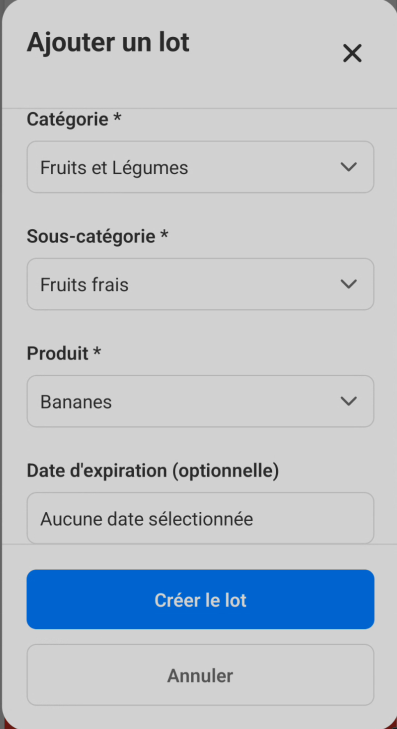 Ajouter un lot
Catégorie *
Fruits et Légumes
Sous-catégorie *
Fruits frais
Produit *
Bananes
Date d'expiration (optionnelle)
Aucune date sélectionnée
Créer le lot
Annuler